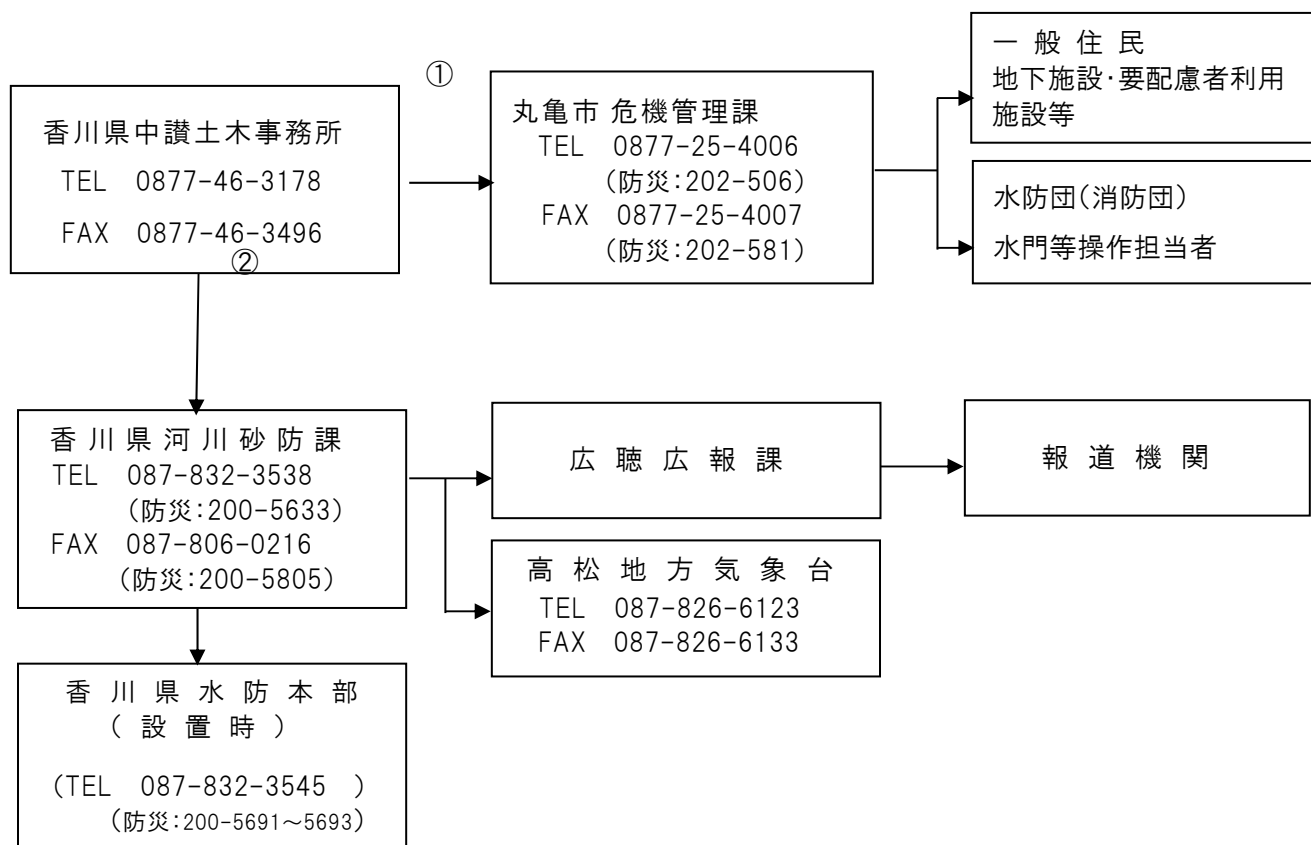 ①
香川県中讃土木事務所
TEL 0877-46-3178
FAX 0877-46-3496
②
丸亀市 危機管理課
TEL 0877-25-4006
（防災：202-506）
FAX 0877-25-4007
（防災：202-581）
一般住民
地下施設・要配慮者利用
施設等
水防団（消防団）
水門等操作担当者
香川県河川砂防課
TEL 087-832-3538
（防災：200-5633）
FAX 087-806-0216
（防災：200-5805）
広聴広報課
報道機関
高松地方気象台
TEL 087-826-6123
FAX 087-826-6133
香川県水防本部
（設置時）
（TEL 087-832-3545 ）
（防災：200-5691～5693）